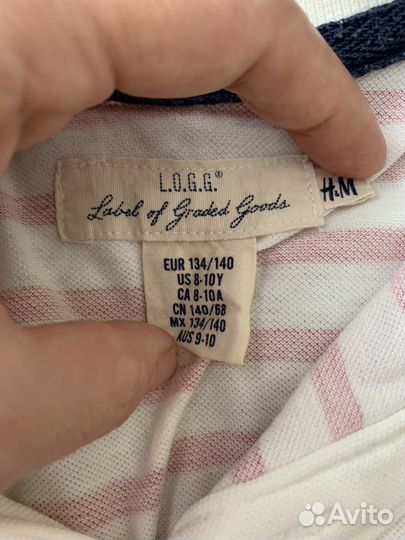 L.O.G.G.®
Label of Graded Goods
H&M
EUR 134/140
US 8-10Y
CA 8-10A
CN 140/68
MX 134/140
AUS 9-10
Avito